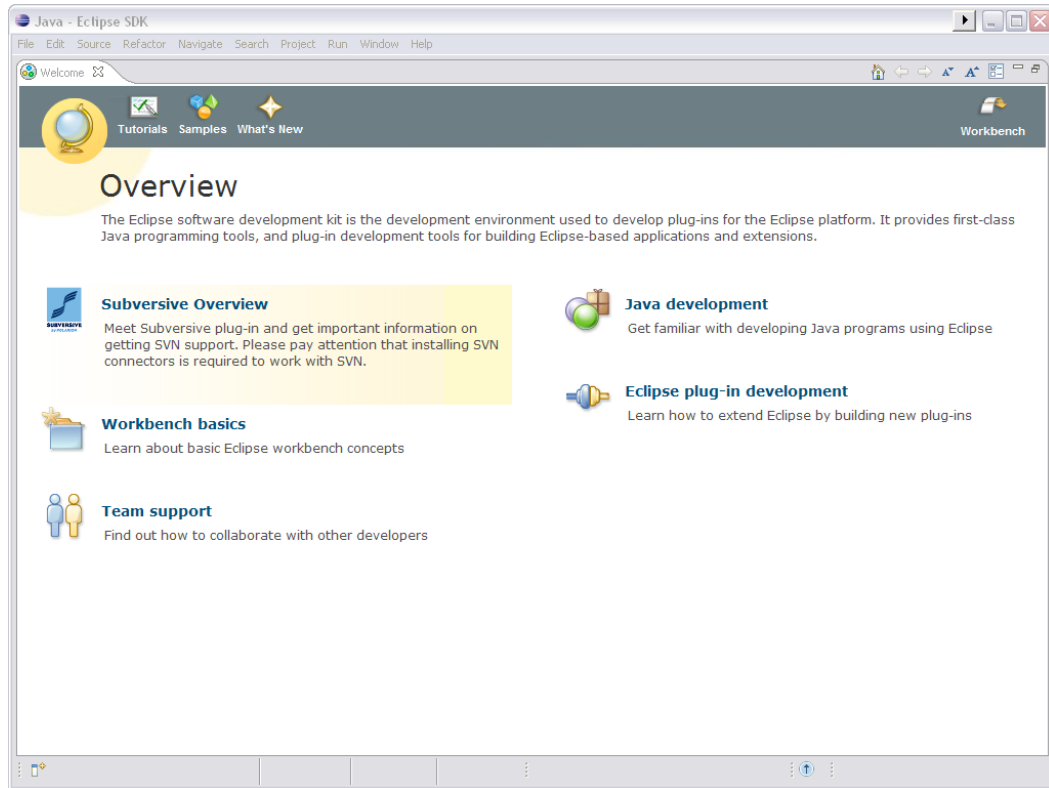 Java - Eclipse SDK
File Edit Source Refactor Navigate Search Project Run Window Help
Welcome
Tutorials Samples What's New
Workbench
Overview
The Eclipse software development kit is the development environment used to develop plug-ins for the Eclipse platform. It provides first-class
Java programming tools, and plug-in development tools for building Eclipse-based applications and extensions.
SUBVERSIVE
Subversive Overview
Meet Subversive plug-in and get important information on
getting SVN support. Please pay attention that installing SVN
connectors is required to work with SVN.
Workbench basics
Learn about basic Eclipse workbench concepts
Team support
Find out how to collaborate with other developers
Java development
Get familiar with developing Java programs using Eclipse
Eclipse plug-in development
Learn how to extend Eclipse by building new plug-ins